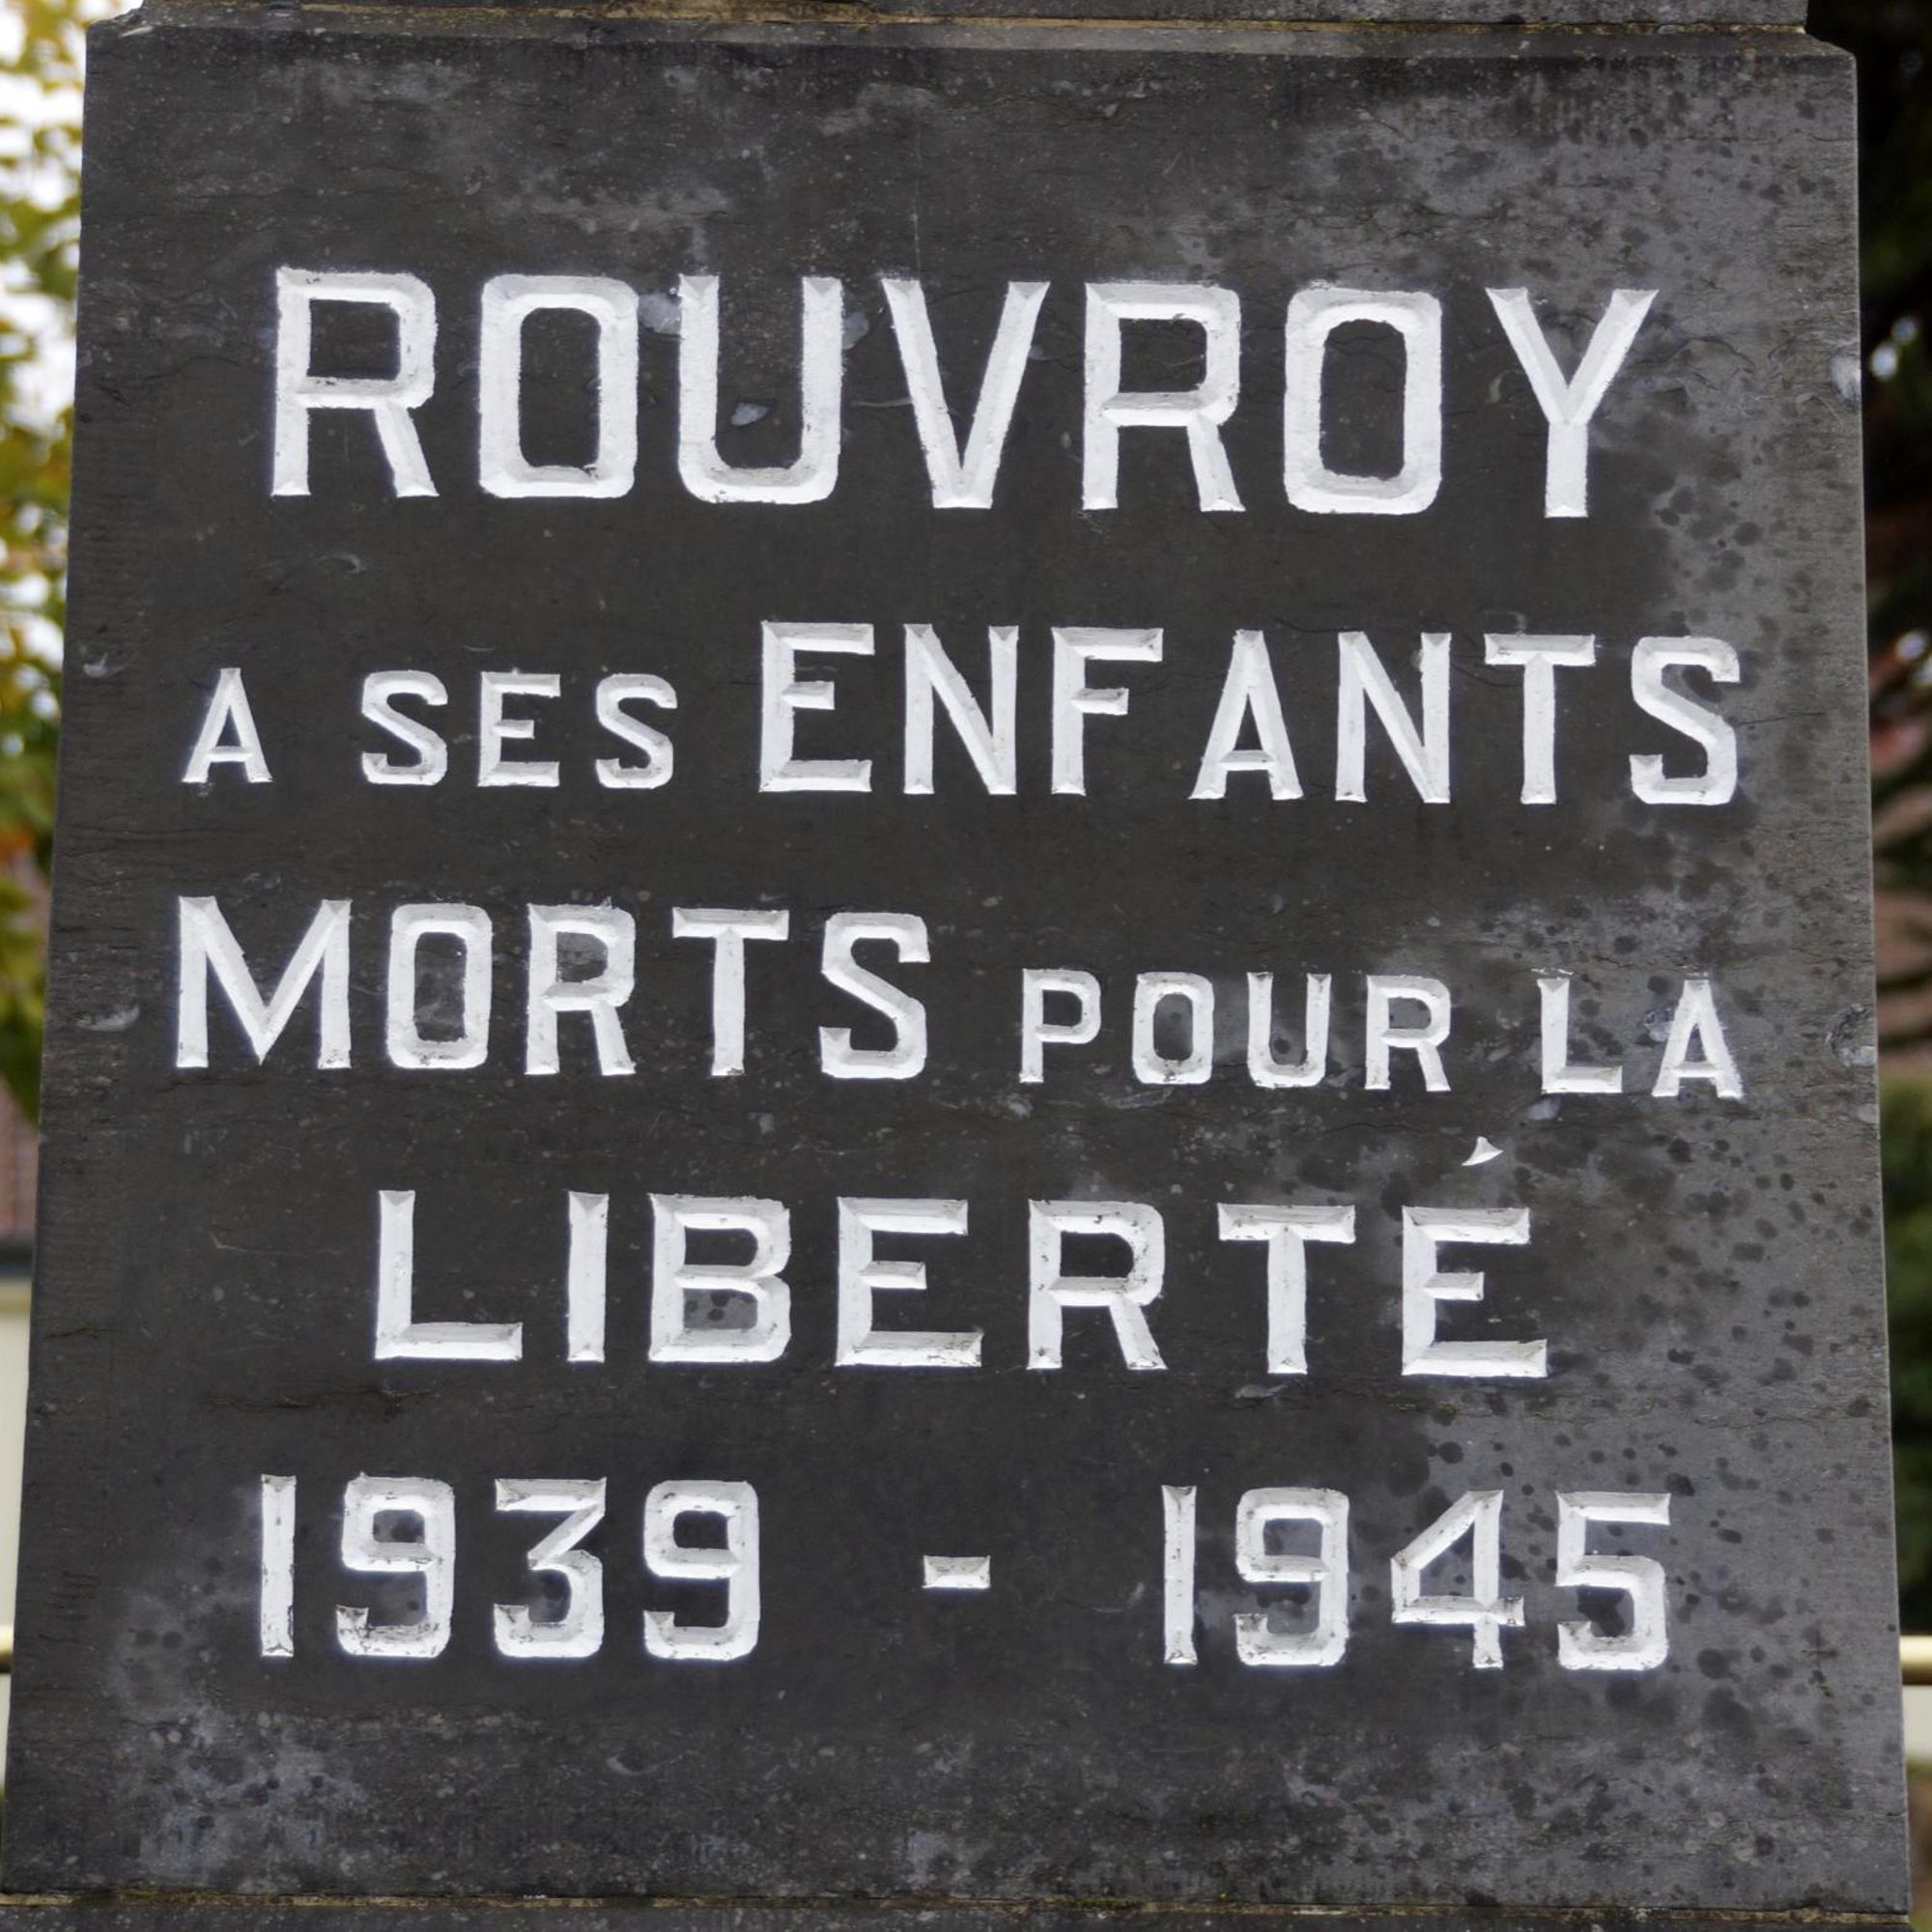 ROUVROY
A SES ENFANTS
MORTS POUR LA
LIBERTÉ
1939 - 1945